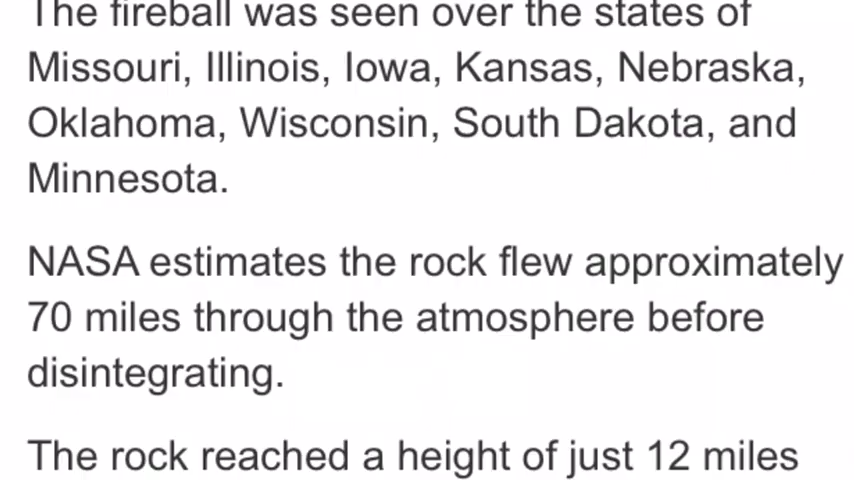 The fireball was seen over the states of
Missouri, Illinois, Iowa, Kansas, Nebraska,
Oklahoma, Wisconsin, South Dakota, and
Minnesota.
NASA estimates the rock flew approximately
70 miles through the atmosphere before
disintegrating.
The rock reached a height of just 12 miles